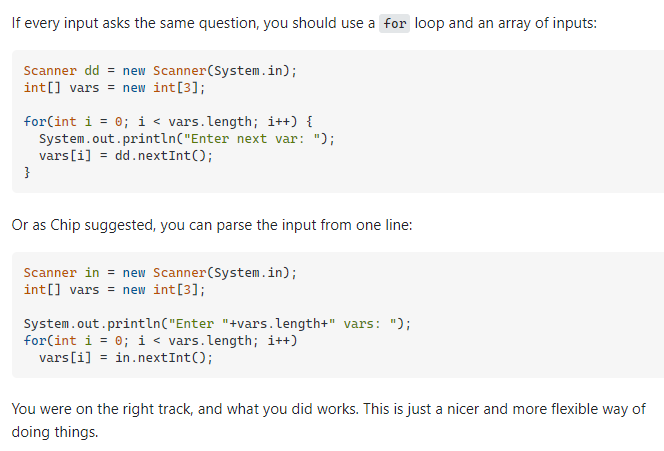 If every input asks the same question, you should use a for loop and an array of inputs:
Scanner dd = new Scanner(System.in);
int[] vars = new int[3];
for(int i = 0; i < vars.length; i++) {
  System.out.println("Enter next var: ");
  vars[i] = dd.nextInt();
}
Or as Chip suggested, you can parse the input from one line:
Scanner in = new Scanner(System.in);
int[] vars = new int[3];
System.out.println("Enter "+vars.length+" vars: ");
for(int i = 0; i < vars.length; i++)
  vars[i] = in.nextInt();
You were on the right track, and what you did works. This is just a nicer and more flexible way of
doing things.